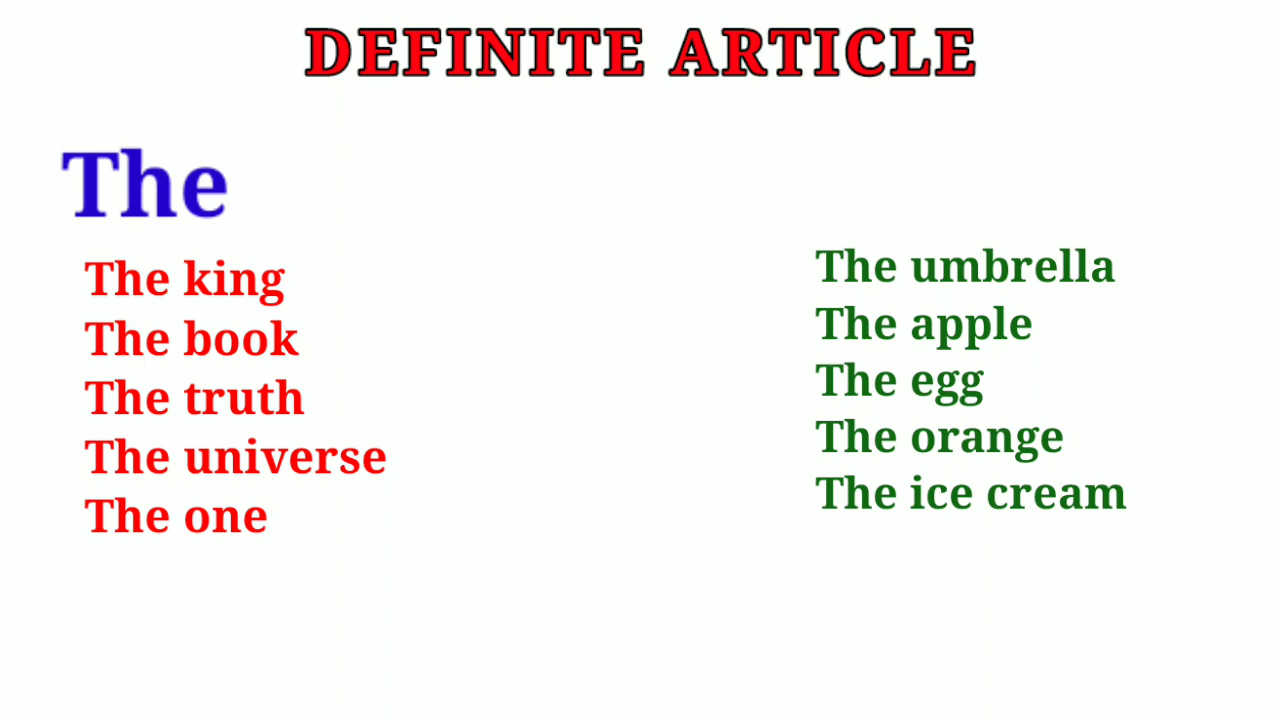 DEFINITE ARTICLE
The
The king
The book
The truth
The universe
The one
The umbrella
The apple
The egg
The orange
The ice cream